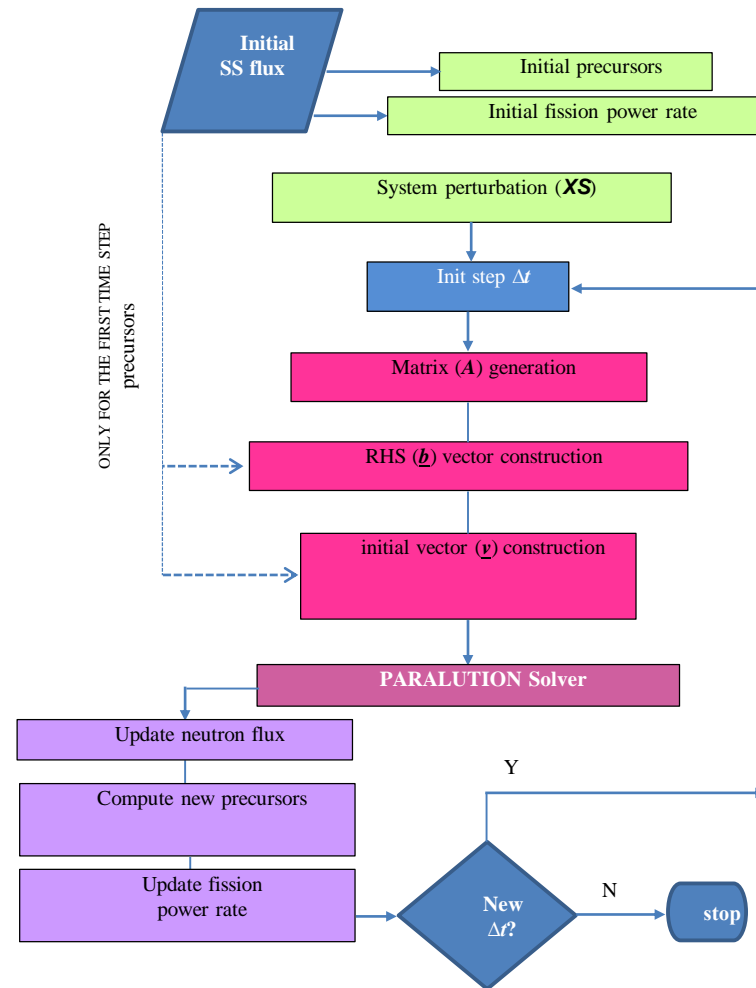 Initial
SS flux
Initial precursors
Initial fission power rate
System perturbation (XS)
Init step Δt
Matrix (A) generation
RHS (b) vector construction
initial vector (v) construction
ONLY FOR THE FIRST TIME STEP
precursors
PARALUTION Solver
Update neutron flux
Compute new precursors
Update fission
power rate
New
Δt?
Y
N
stop